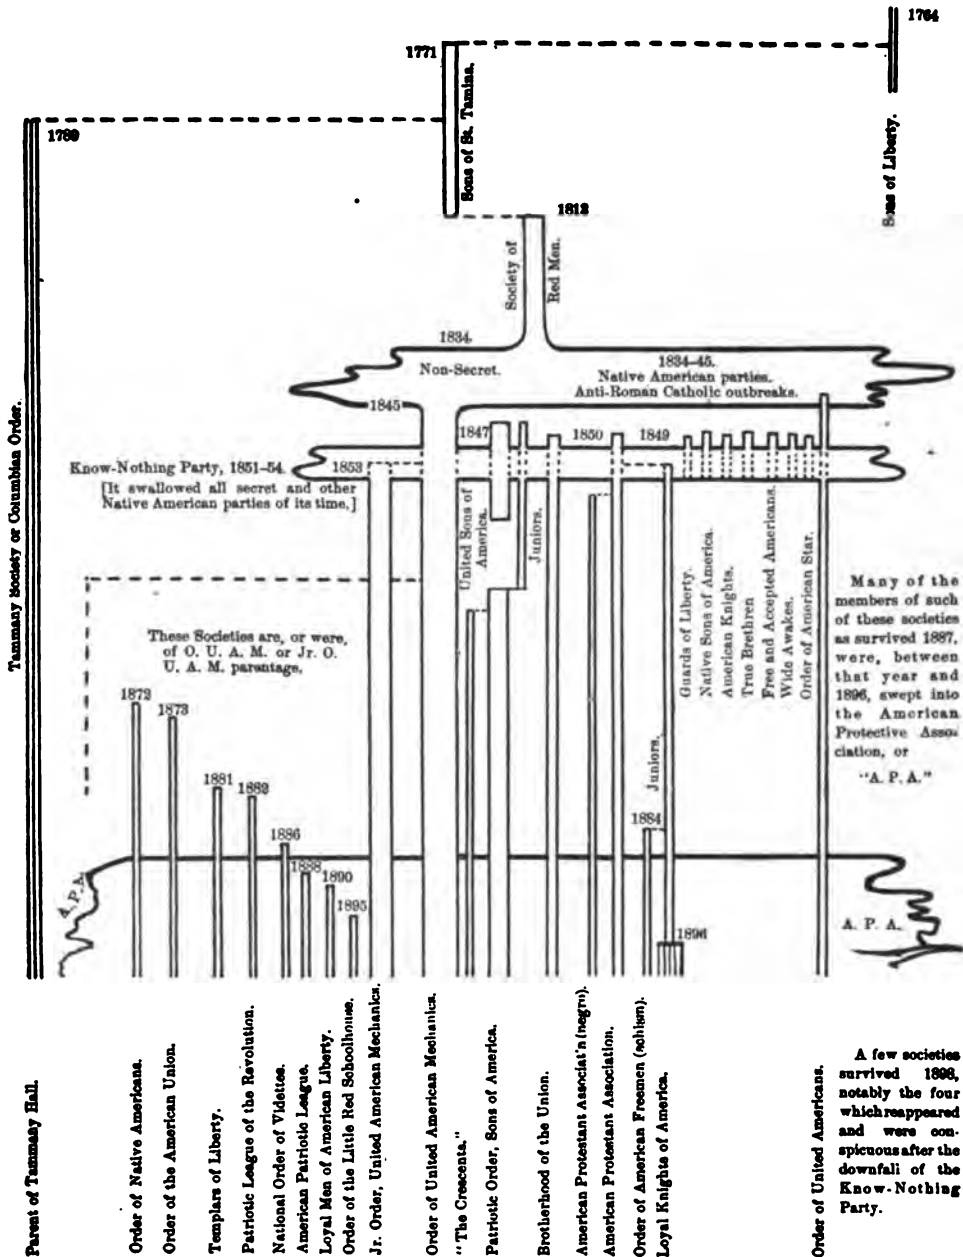 1764
1771
Sons of St. Tamina.
Sons of Liberty.
1789
1812
Society of
Red Men.
Tammany Society or Columbian Order.
1834.
Non-Secret.
1834–45.
Native American parties.
Anti-Roman Catholic outbreaks.
1845
1847
1850
1849
Know-Nothing Party, 1851–54.
1853
[It swallowed all secret and other
Native American parties of its time.]
United Sons of
America.
Juniors.
Guards of Liberty.
Native Sons of America.
American Knights.
True Brethren
Free and Accepted Americans.
Wide Awakes.
Order of American Star.
Many of the
members of such
of these societies
as survived 1887,
were, between
that year and
1896, swept into
the American
Protective Asso-
ciation, or
"A. P. A."
These Societies are, or were,
of O. U. A. M. or Jr. O.
U. A. M. parentage.
1872
1873
1881
1882
1886
1888
1890
1895
Juniors.
1884
1896
A. P. A.
A. P. A.
Parent of Tammany Hall.
Order of Native Americans.
Order of the American Union.
Templars of Liberty.
Patriotic League of the Revolution.
National Order of Videttes.
American Patriotic League.
Loyal Men of American Liberty.
Order of the Little Red Schoolhouse.
Jr. Order, United American Mechanics.
Order of United American Mechanics.
"The Crescents."
Patriotic Order, Sons of America.
Brotherhood of the Union.
American Protestant Associat'n (negro).
American Protestant Association.
Order of American Freemen (schism).
Loyal Knights of America.
Order of United Americans.
A few societies
survived 1898,
notably the four
which reappeared
and were con-
spicuous after the
downfall of the
Know-Nothing
Party.